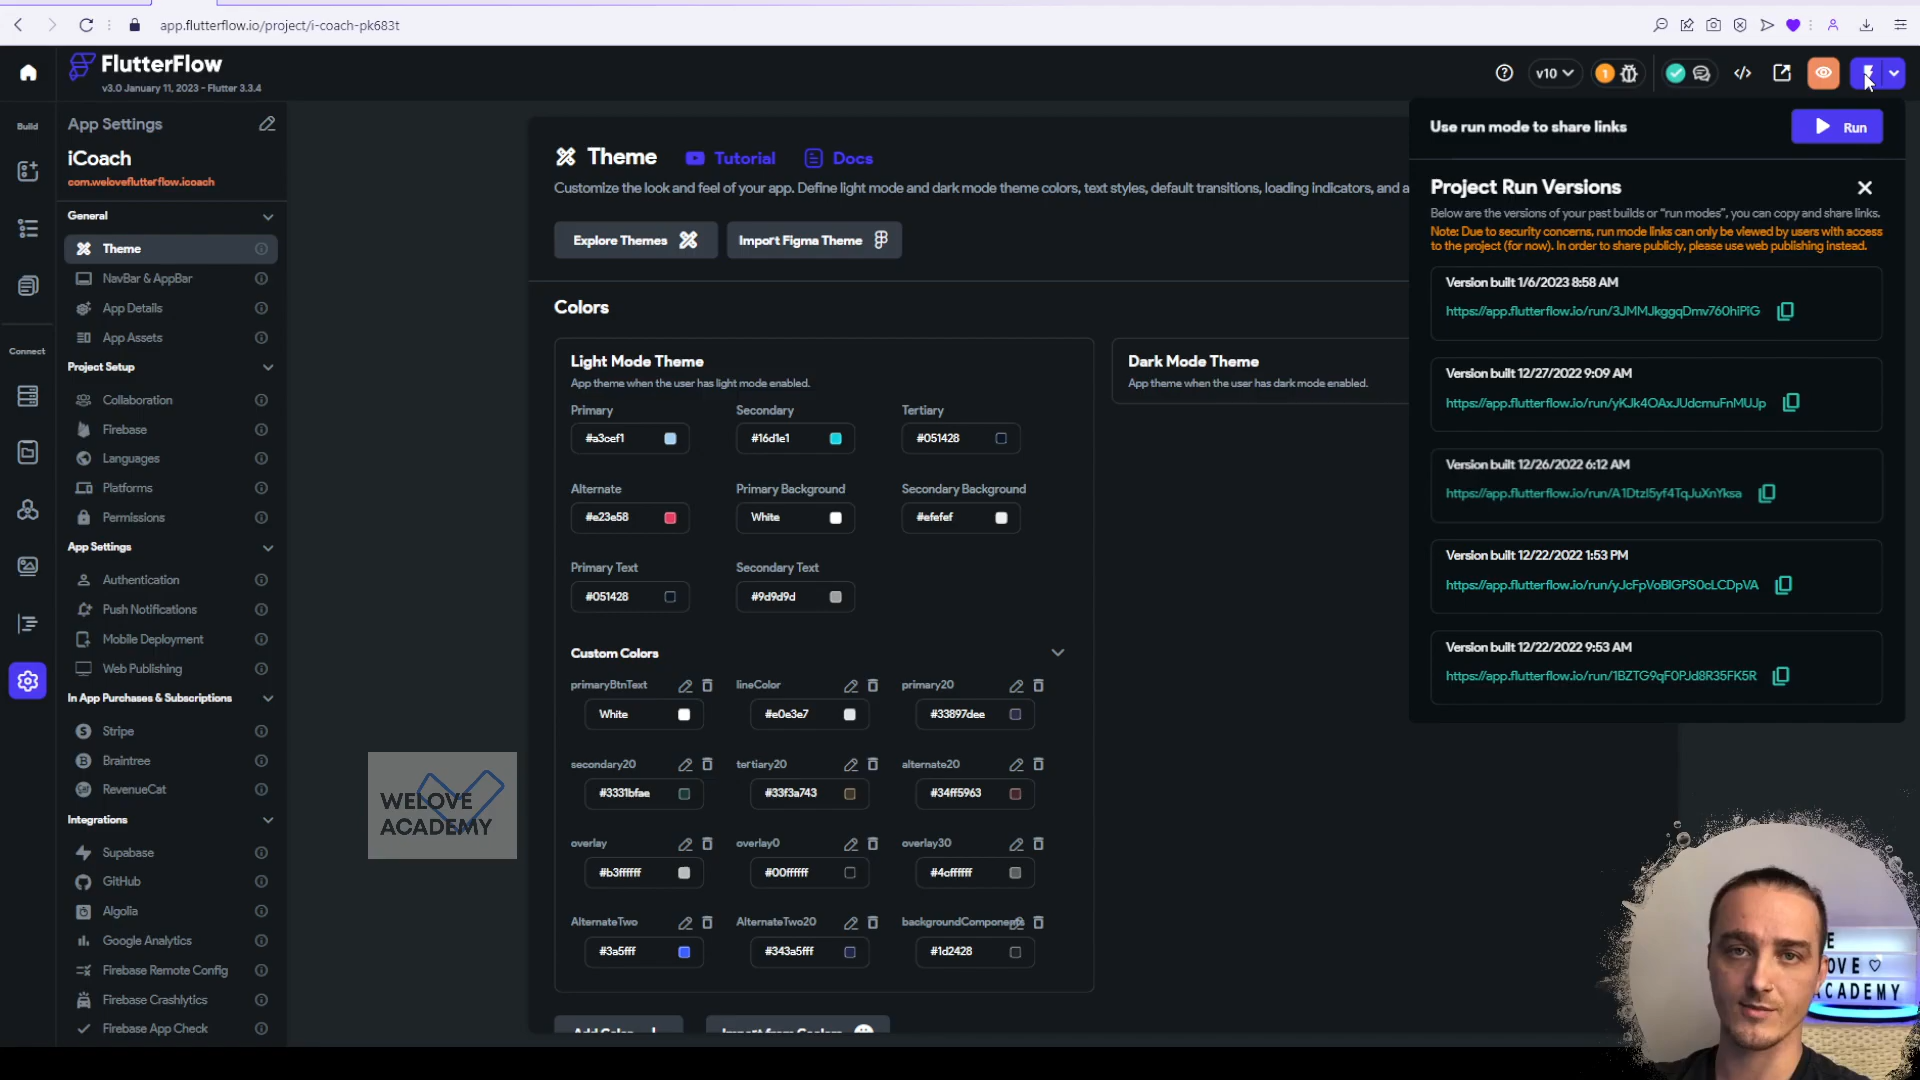 app.flutterflow.io/project/i-coach-pk683t
FlutterFlow
v3.0 January 11, 2023 - Flutter 3.3.4
v10
1
Build
Connect
App Settings
iCoach
com.weloveflutterflow.icoach
General
Theme
NavBar & AppBar
App Details
App Assets
Project Setup
Collaboration
Firebase
Languages
Platforms
Permissions
App Settings
Authentication
Push Notifications
Mobile Deployment
Web Publishing
In App Purchases & Subscriptions
Stripe
Braintree
RevenueCat
Integrations
Supabase
GitHub
Algolia
Google Analytics
Firebase Remote Config
Firebase Crashlytics
Firebase App Check
WELOVE
ACADEMY
Theme Tutorial Docs
Customize the look and feel of your app. Define light mode and dark mode theme colors, text styles, default transitions, loading indicators, and a
Explore Themes Import Figma Theme
Colors
Light Mode Theme
App theme when the user has light mode enabled.
Primary Secondary Tertiary
#a3cef1 #16d1e1 #051428
Alternate Primary Background Secondary Background
#e23e58 White #efefef
Primary Text Secondary Text
#051428 #9d9d9d
Custom Colors
primaryBtnText lineColor primary20
White #e0e3e7 #33897dee
secondary20 tertiary20 alternate20
#3331bfae #33f3a743 #34ff5963
overlay overlay0 overlay30
#b3ffffff #00ffffff #4cffffff
AlternateTwo AlternateTwo20 backgroundComponents
#3a5fff #343a5fff #1d2428
Add Color Import from Coolors
Dark Mode Theme
App theme when the user has dark mode enabled.
Use run mode to share links
Run
Project Run Versions
Below are the versions of your past builds or "run modes", you can copy and share links.
Note: Due to security concerns, run mode links can only be viewed by users with access
to the project (for now). In order to share publicly, please use web publishing instead.
Version built 1/6/2023 8:58 AM
https://app.flutterflow.io/run/3JMMJkggqDmv760hIPIG
Version built 12/27/2022 9:09 AM
https://app.flutterflow.io/run/yKJk4OAxJUdcmuFnMUJp
Version built 12/26/2022 6:12 AM
https://app.flutterflow.io/run/A1DtzI5yf4TqJuXnYksa
Version built 12/22/2022 1:53 PM
https://app.flutterflow.io/run/yJcFpVoBlGPS0cLCDpVA
Version built 12/22/2022 9:53 AM
https://app.flutterflow.io/run/1BZTG9qF0PJd8R35FK5R